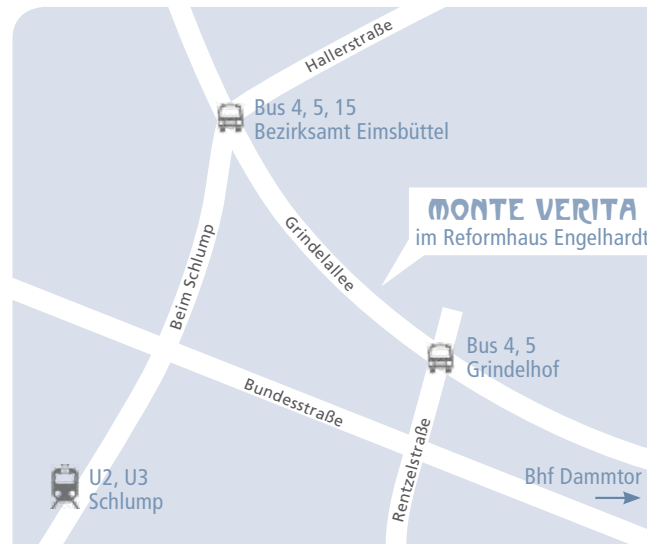 Hallerstraße
Bus 4, 5, 15
Bezirksamt Eimsbüttel
MONTE VERITA
im Reformhaus Engelhardt
Grindelallee
Beim Schlump
Bus 4, 5
Grindelhof
Bundesstraße
Rentzelstraße
U2, U3
Schlump
Bhf Dammtor